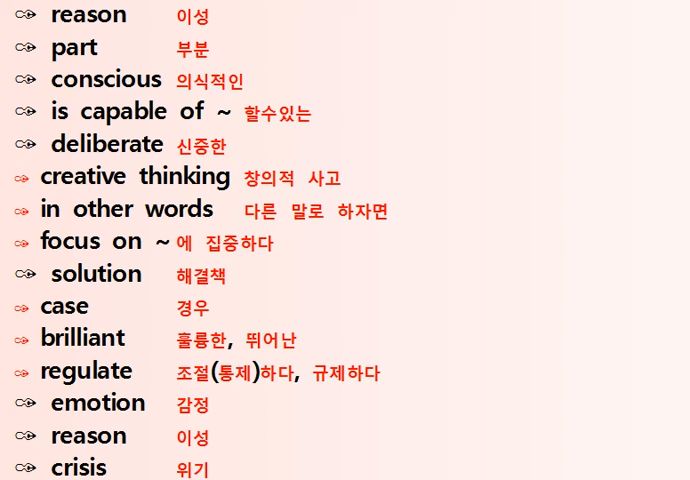 reason 이성
part 부분
conscious 의식적인
is capable of ~ 할수있는
deliberate 신중한
creative thinking 창의적 사고
in other words 다른 말로 하자면
focus on ~에 집중하다
solution 해결책
case 경우
brilliant 훌륭한, 뛰어난
regulate 조절(통제)하다, 규제하다
emotion 감정
reason 이성
crisis 위기